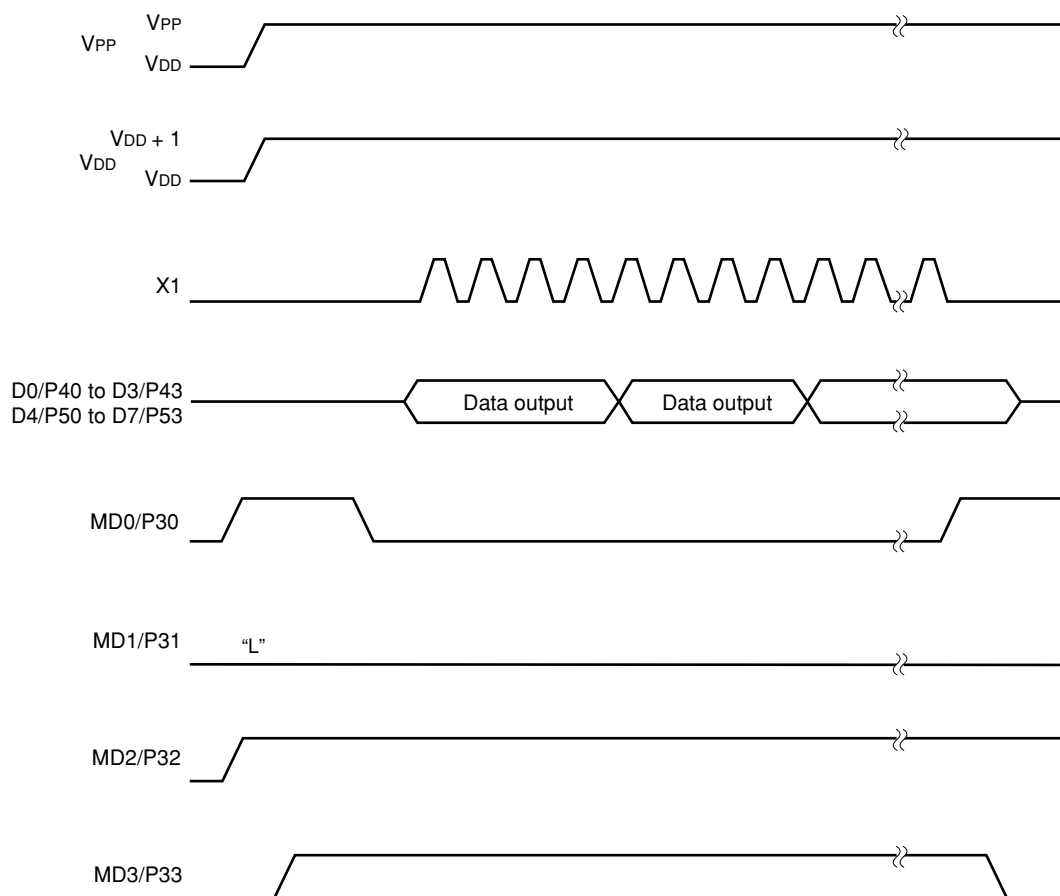 VPP
VPP
VDD
VDD + 1
VDD
VDD
X1
D0/P40 to D3/P43
D4/P50 to D7/P53
Data output
Data output
MD0/P30
MD1/P31
“L”
MD2/P32
MD3/P33